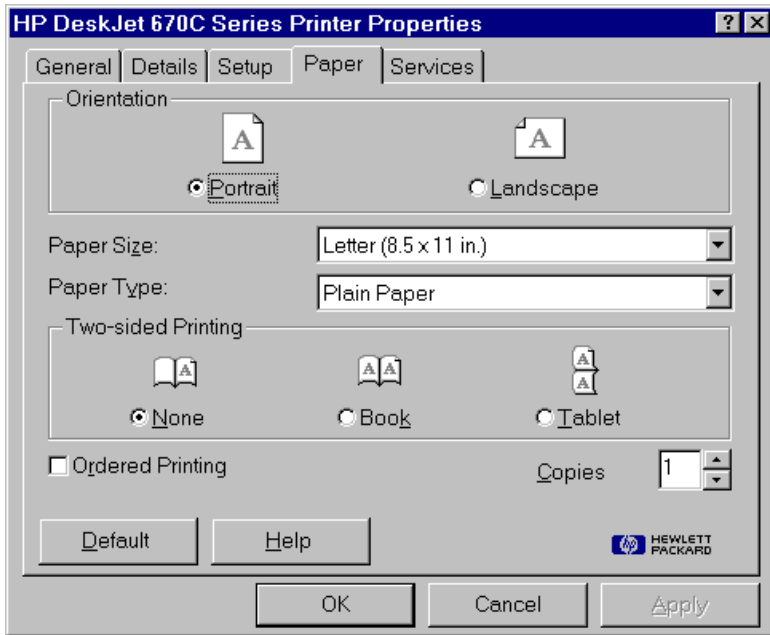 HP DeskJet 670C Series Printer Properties
General Details Setup Paper Services
Orientation
A A
Portrait Landscape
Paper Size: Letter (8.5 x 11 in.)
Paper Type: Plain Paper
Two-sided Printing
A A A A A
None Book Tablet
Ordered Printing Copies 1
Default Help hp HEWLETT PACKARD
OK Cancel Apply